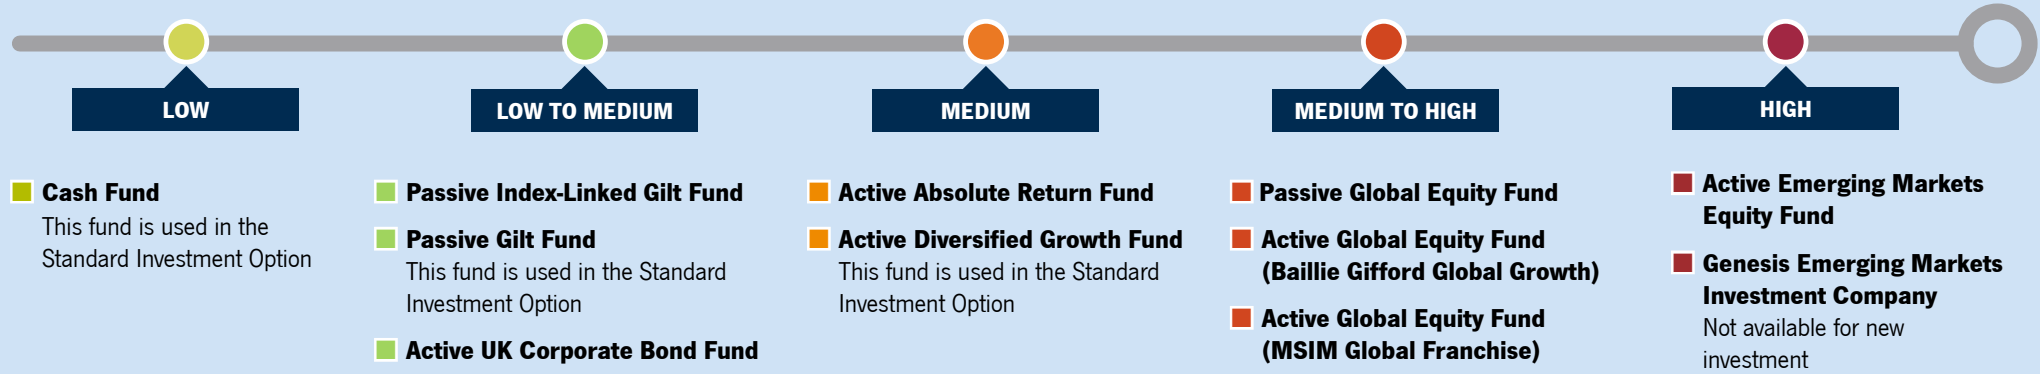 LOW
LOW TO MEDIUM
MEDIUM
MEDIUM TO HIGH
HIGH
Cash Fund
This fund is used in the
Standard Investment Option
Passive Index-Linked Gilt Fund
Passive Gilt Fund
This fund is used in the Standard
Investment Option
Active UK Corporate Bond Fund
Active Absolute Return Fund
Active Diversified Growth Fund
This fund is used in the Standard
Investment Option
Passive Global Equity Fund
Active Global Equity Fund
(Baillie Gifford Global Growth)
Active Global Equity Fund
(MSIM Global Franchise)
Active Emerging Markets
Equity Fund
Genesis Emerging Markets
Investment Company
Not available for new
investment